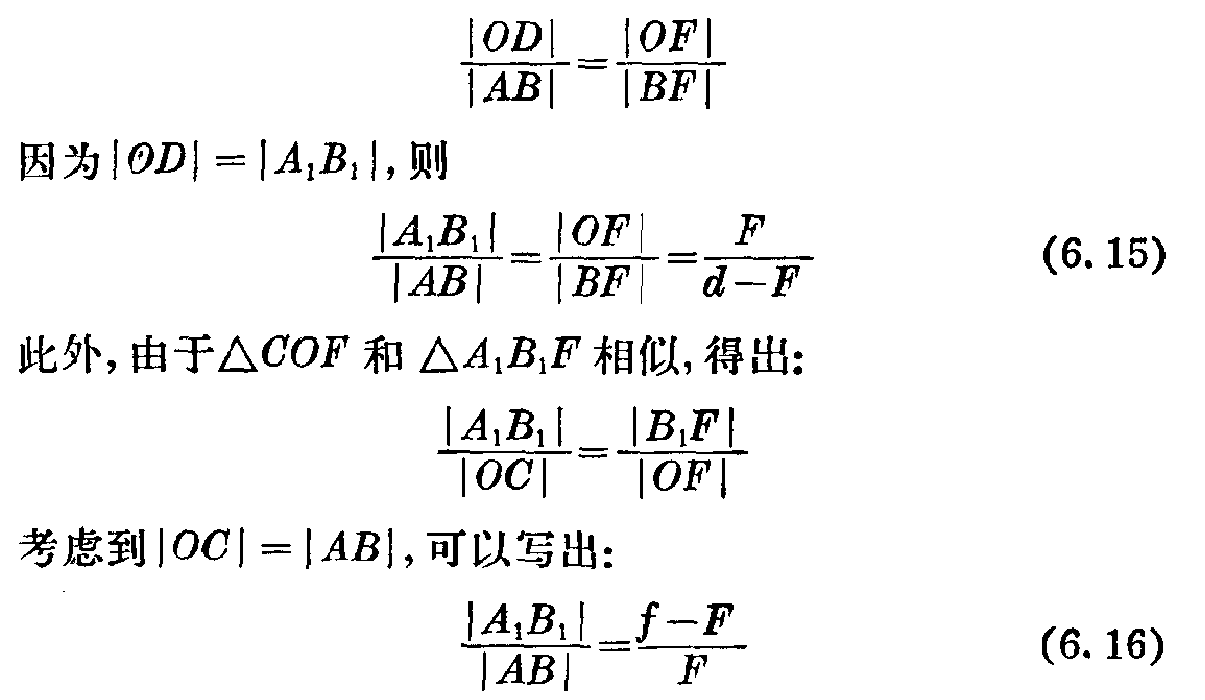 |OD|/|AB| = |OF|/|BF|
因为|OD| = |A₁B₁|, 则
|A₁B₁|/|AB| = |OF|/|BF| = F/(d−F) (6.15)
此外, 由于△COF 和 △A₁B₁F 相似, 得出:
|A₁B₁|/|OC| = |B₁F|/|OF|
考虑到|OC| = |AB|, 可以写出:
|A₁B₁|/|AB| = (f−F)/F (6.16)